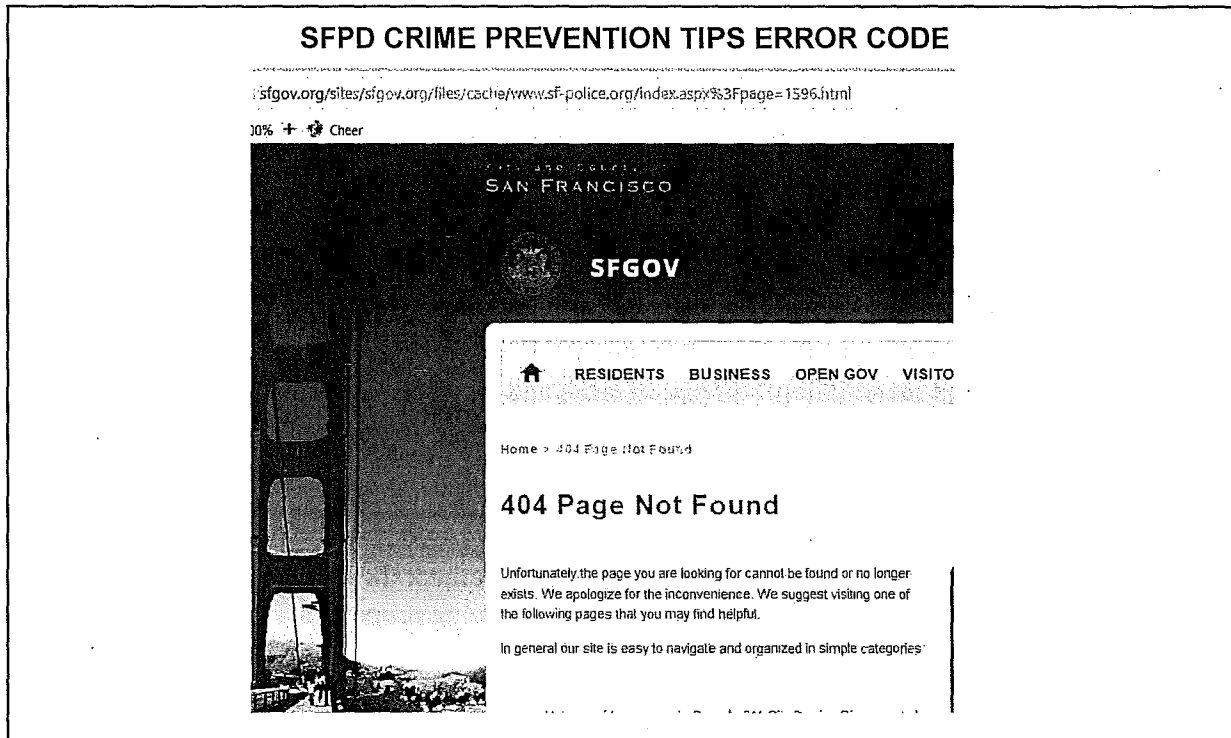 SFPD CRIME PREVENTION TIPS ERROR CODE
sfgov.org/sites/sfgov.org/files/cache/www.sf-police.org/index.aspx%3Fpage=1596.html
Cheer
SAN FRANCISCO
SFGOV
RESIDENTS BUSINESS OPEN GOV VISITO
Home > 404 Page Not Found
404 Page Not Found
Unfortunately the page you are looking for cannot be found or no longer
exists. We apologize for the inconvenience. We suggest visiting one of
the following pages that you may find helpful.
In general our site is easy to navigate and organized in simple categories